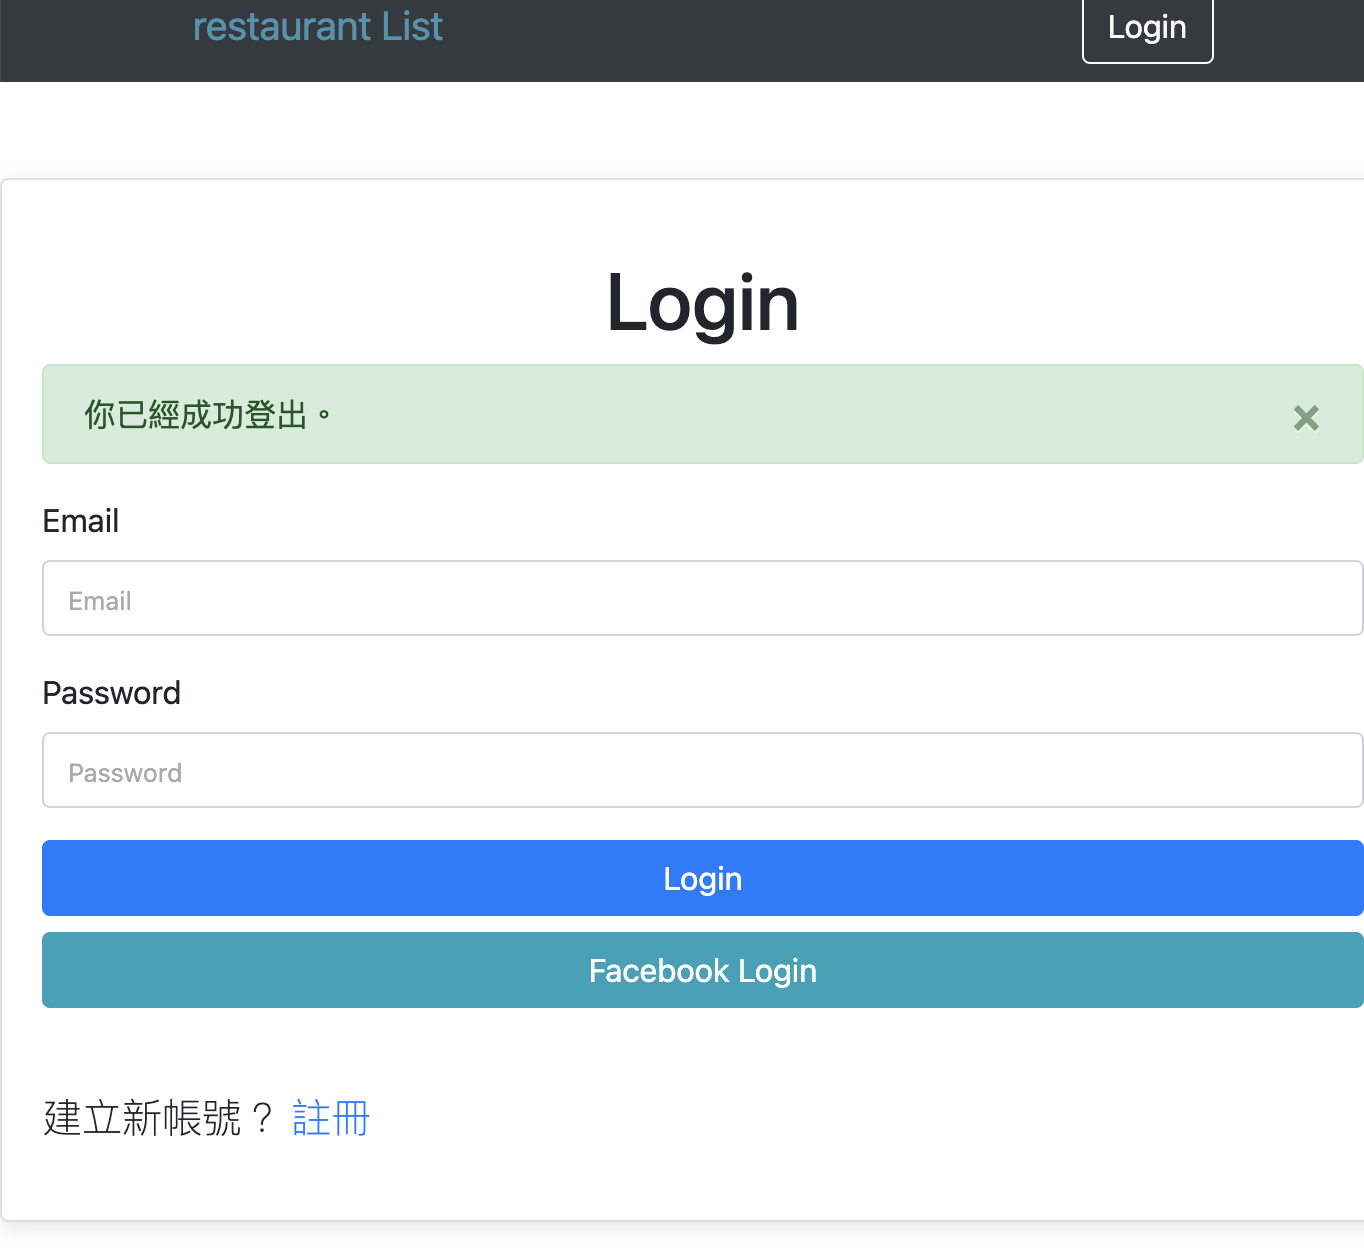 restaurant List
Login
Login
你已經成功登出。
×
Email
Email
Password
Password
Login
Facebook Login
建立新帳號？ 註冊